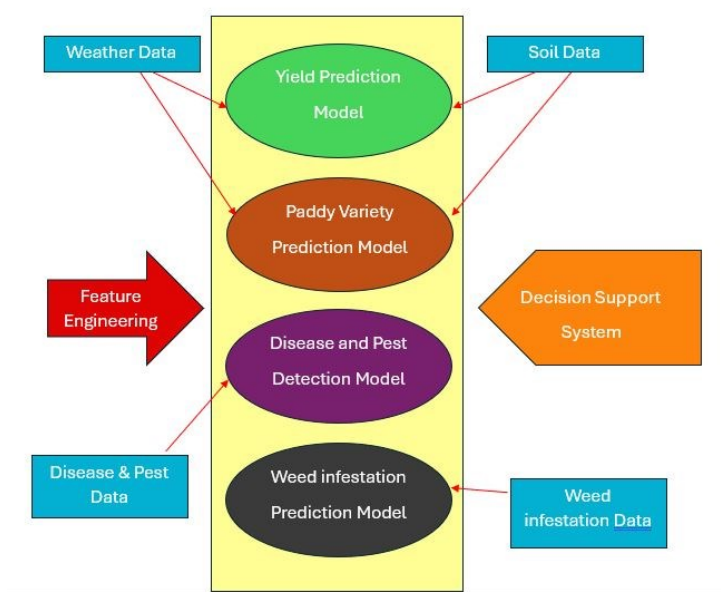 Weather Data
Soil Data
Yield Prediction
Model
Paddy Variety
Prediction Model
Feature
Engineering
Decision Support
System
Disease and Pest
Detection Model
Disease & Pest
Data
Weed infestation
Prediction Model
Weed
infestation Data